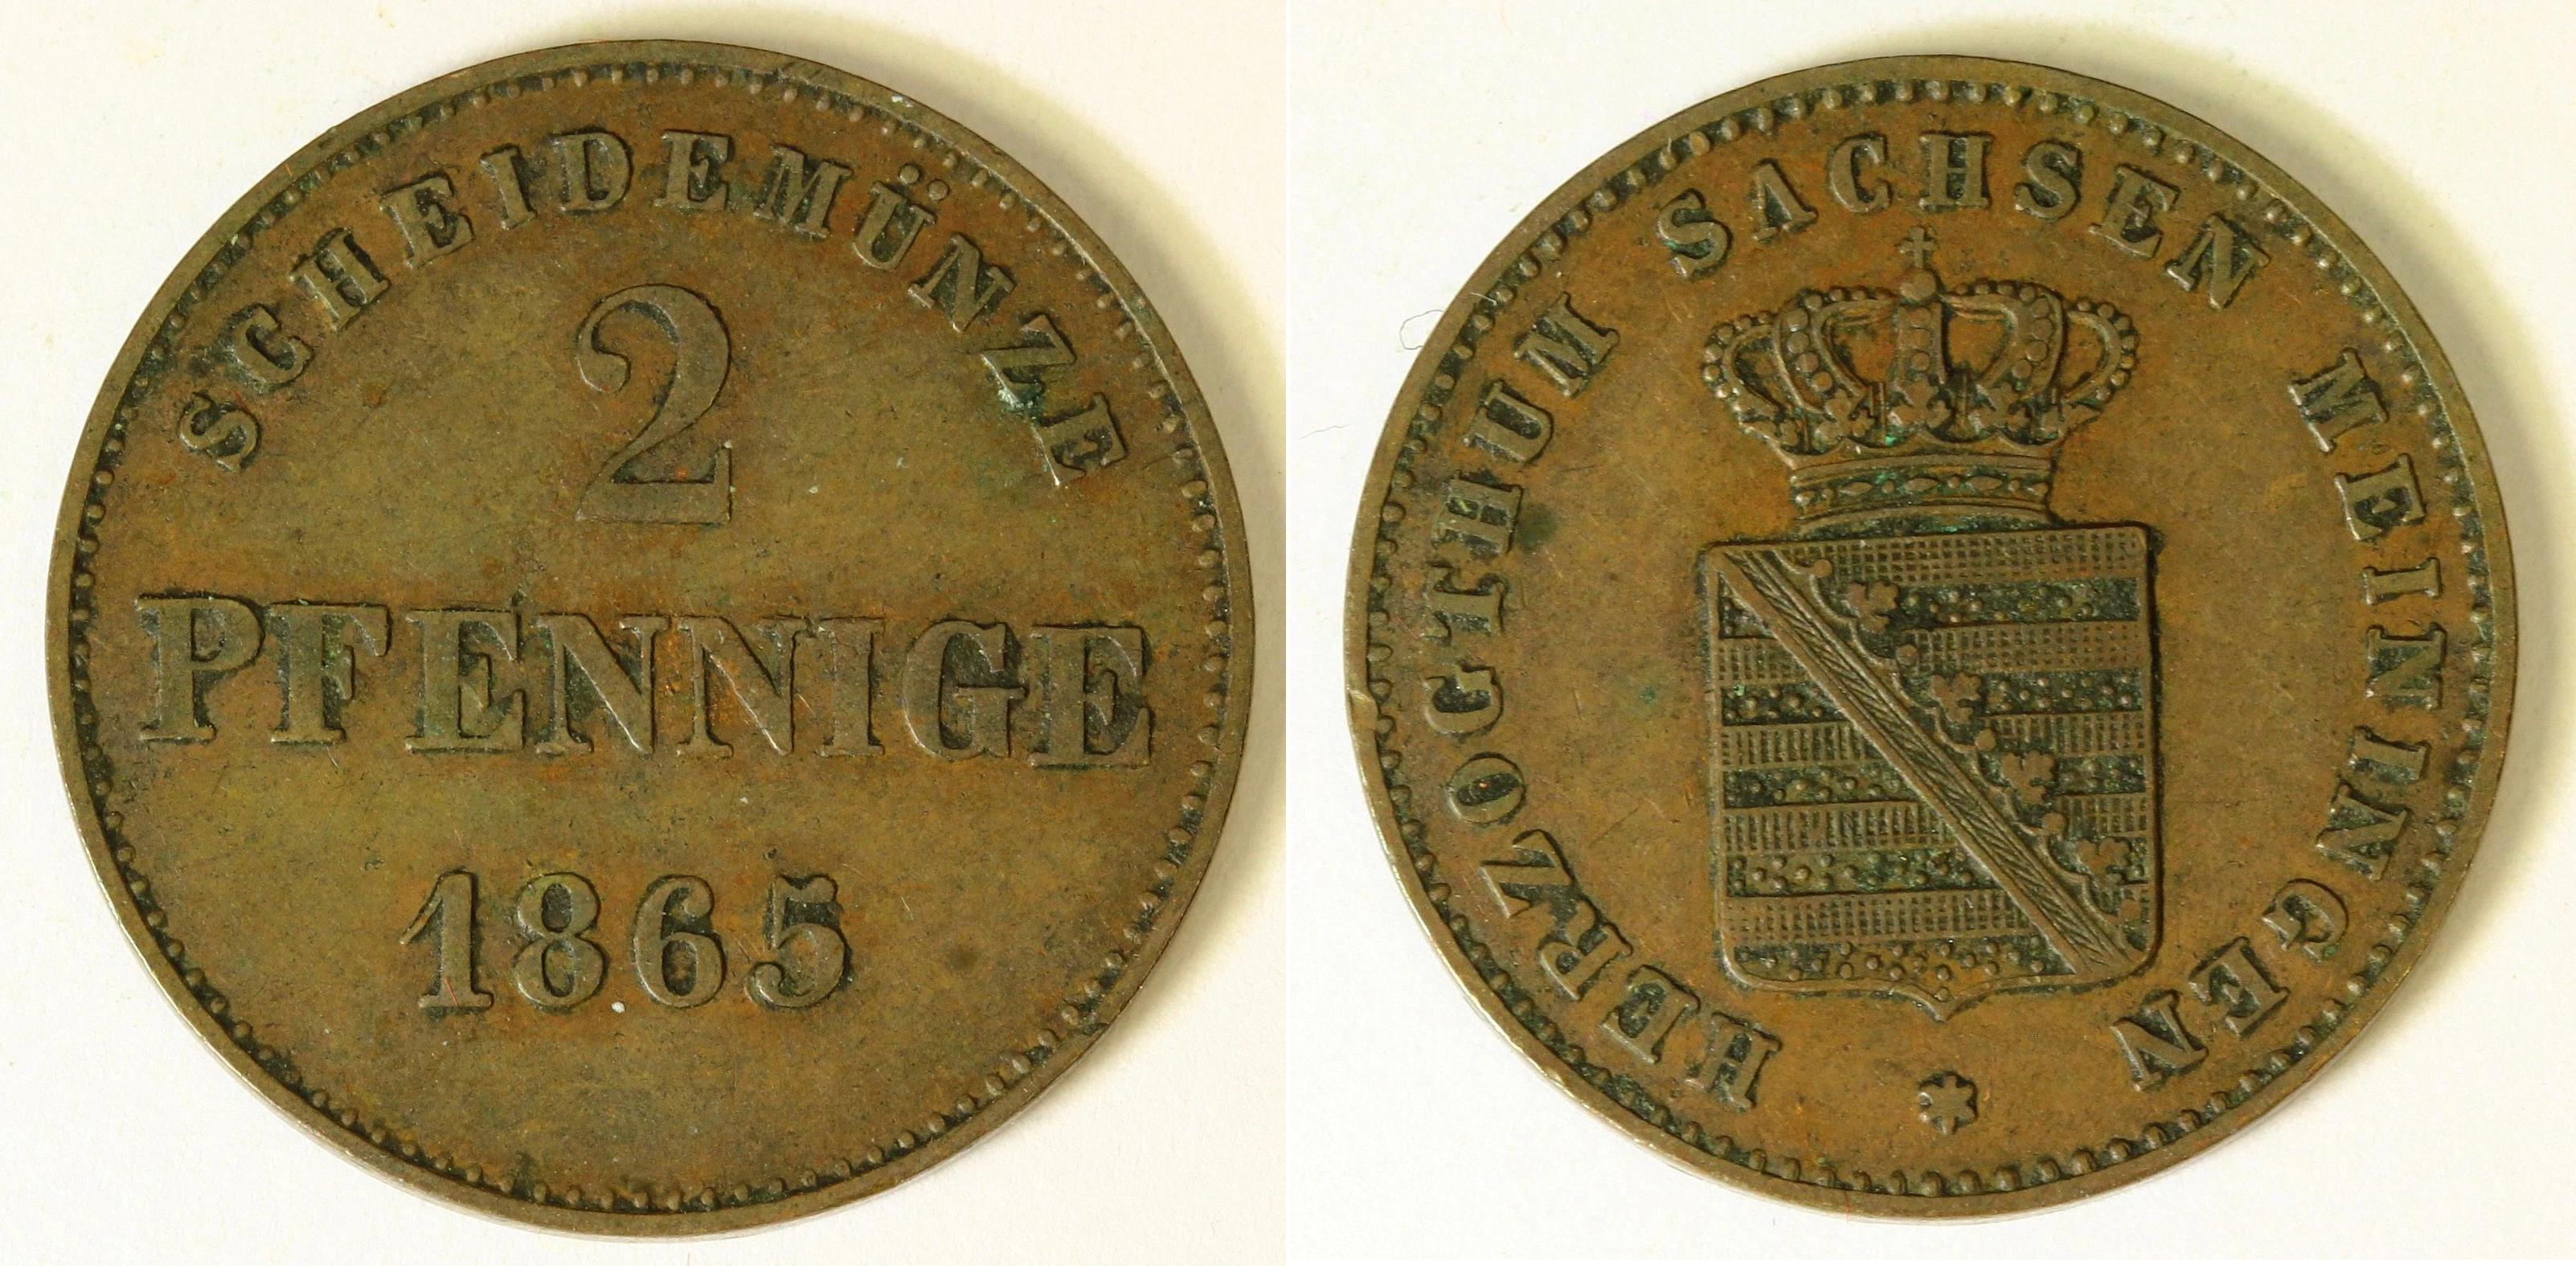 SCHEIDEMÜNZE
2
PFENNIGE
1865
HERZOGTHUM SACHSEN MEININGEN